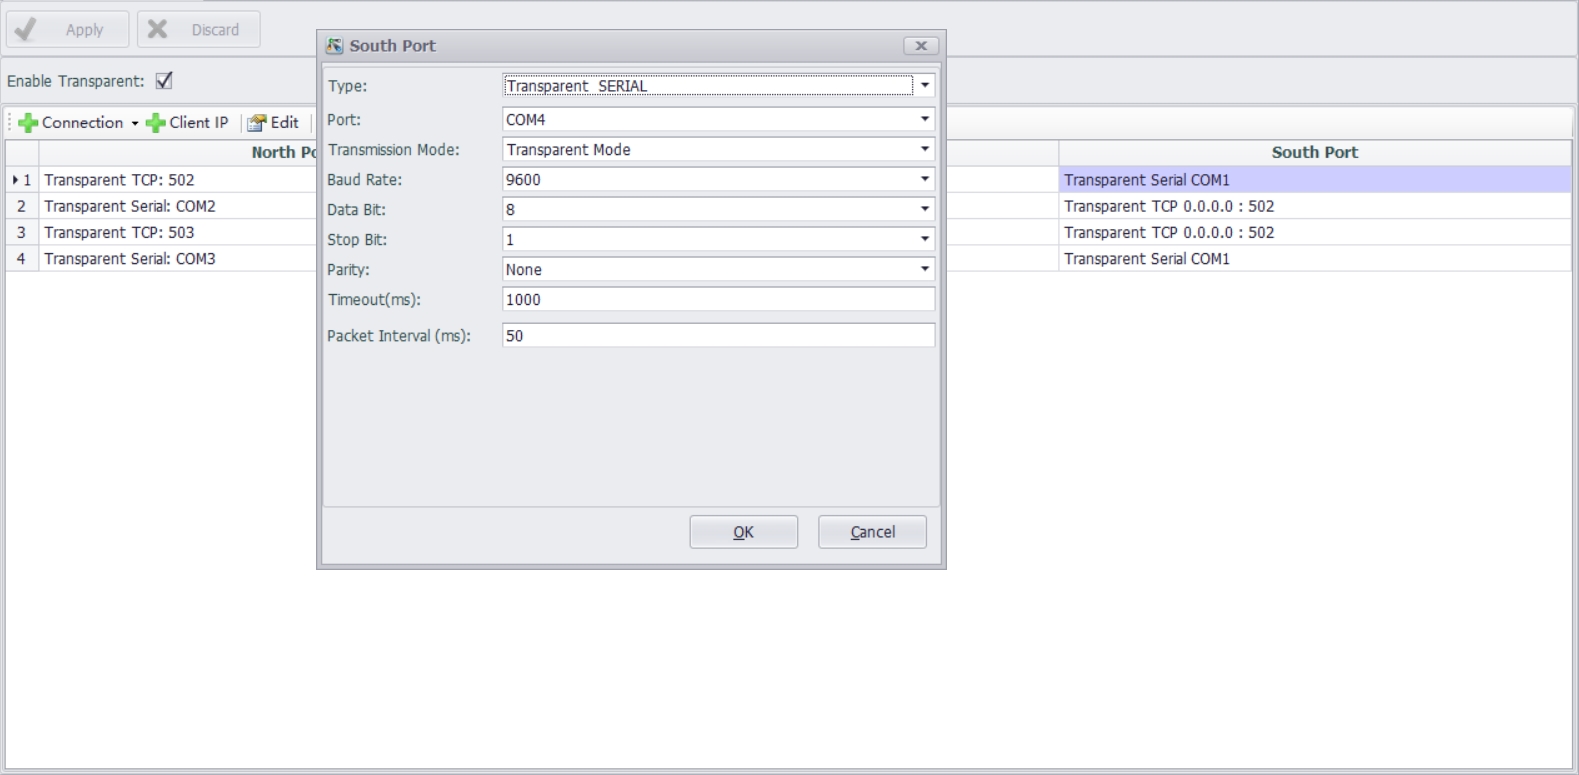 Apply
Discard
Enable Transparent:
Connection
Client IP
Edit
North Po
South Port
1 Transparent TCP: 502 Transparent Serial COM1
2 Transparent Serial: COM2 Transparent TCP 0.0.0.0 : 502
3 Transparent TCP: 503 Transparent TCP 0.0.0.0 : 502
4 Transparent Serial: COM3 Transparent Serial COM1
South Port
Type: Transparent SERIAL
Port: COM4
Transmission Mode: Transparent Mode
Baud Rate: 9600
Data Bit: 8
Stop Bit: 1
Parity: None
Timeout(ms): 1000
Packet Interval (ms): 50
OK
Cancel